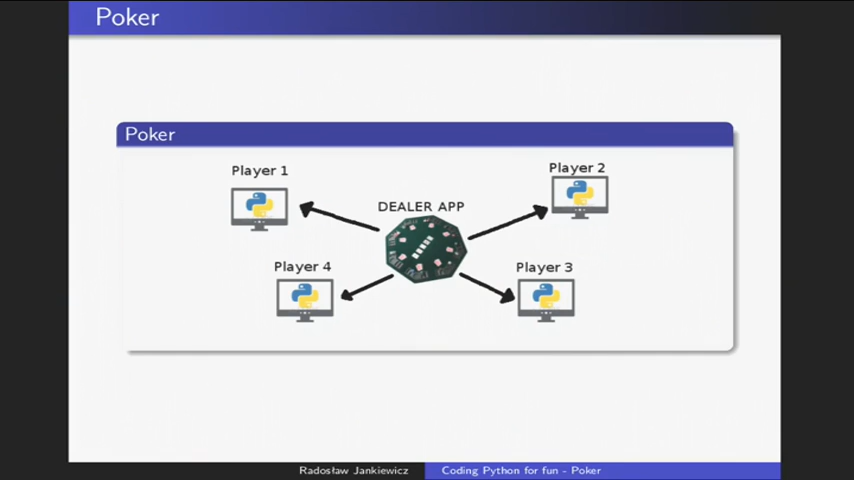 Poker
Poker
Player 1
Player 2
DEALER APP
Player 4
Player 3
Radosław Jankiewicz
Coding Python for fun - Poker